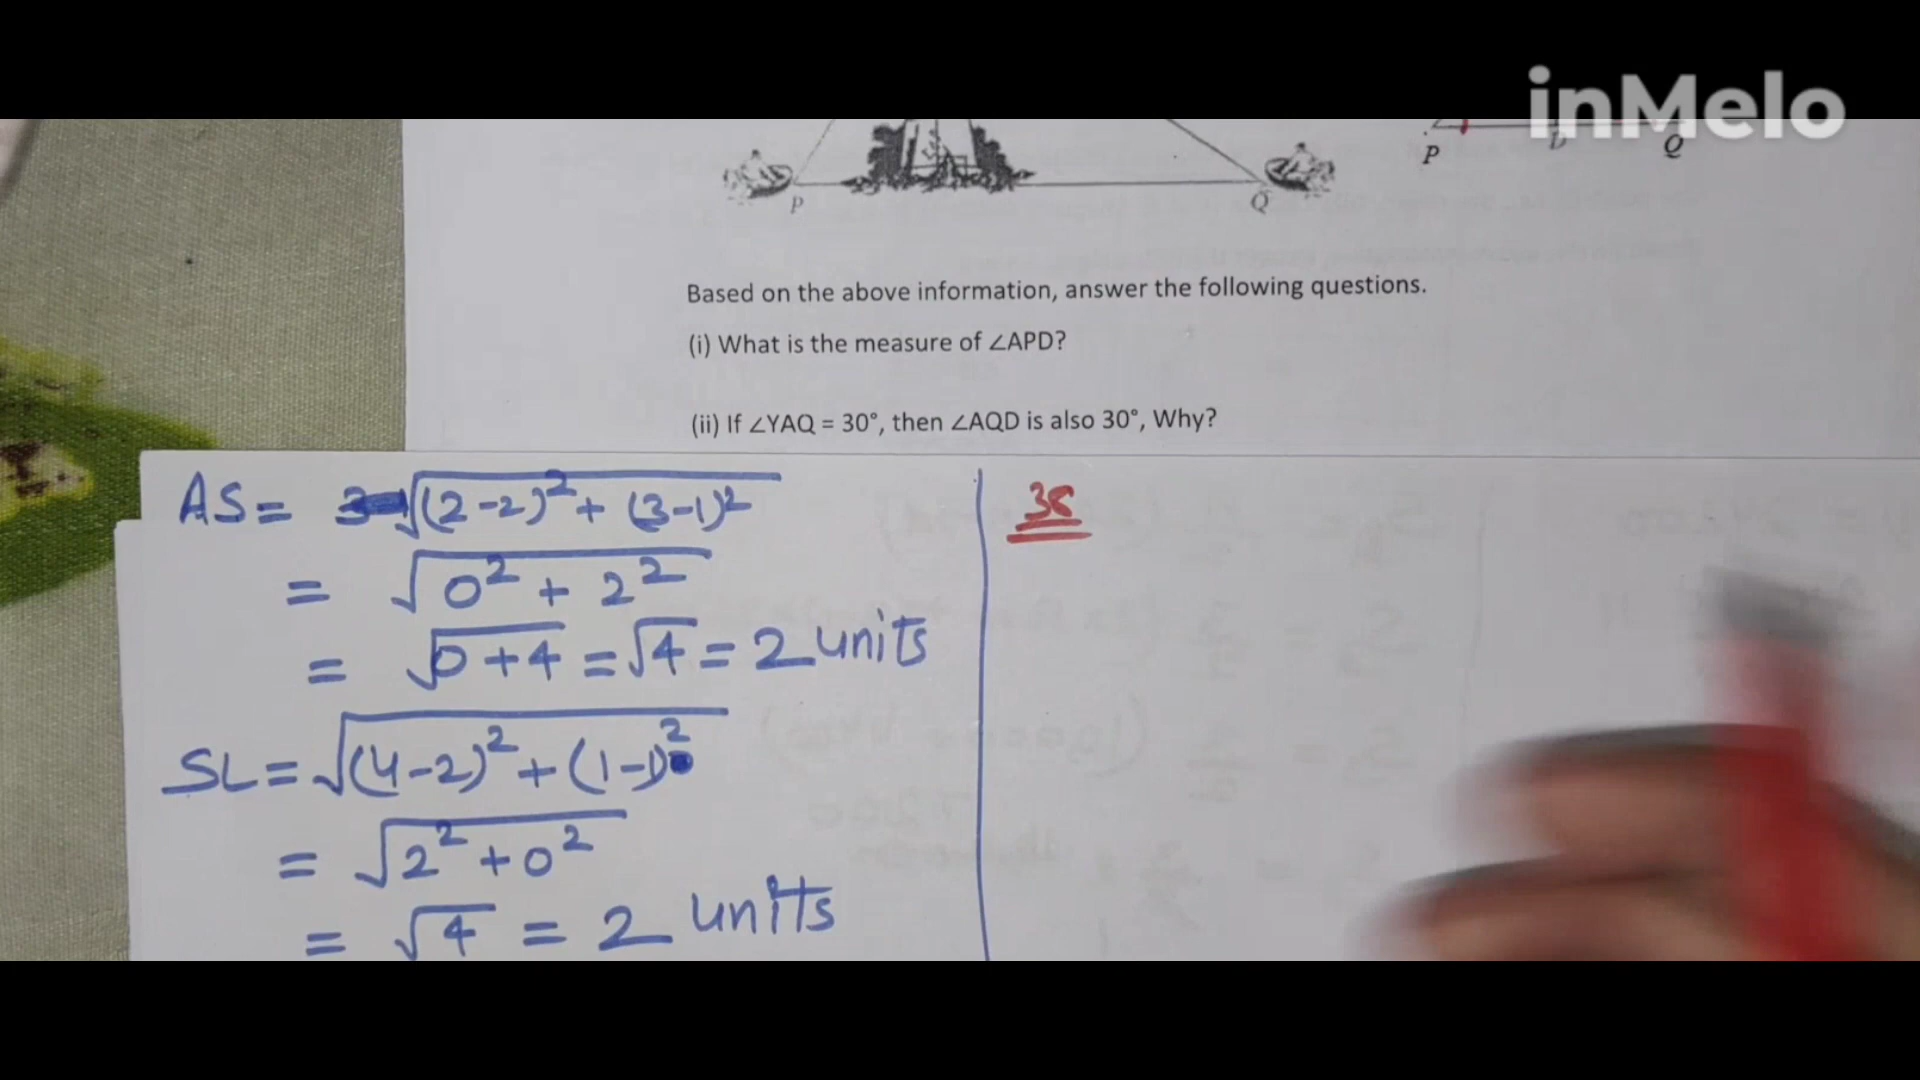 inMelo
P D Q
P Q
Based on the above information, answer the following questions.
(i) What is the measure of ∠APD?
(ii) If ∠YAQ = 30°, then ∠AQD is also 30°, Why?
AS = √(2-2)² + (3-1)²
= √0² + 2²
= √0+4 = √4 = 2 units
SL = √(4-2)² + (1-1)²
= √2² + 0²
= √4 = 2 units
38